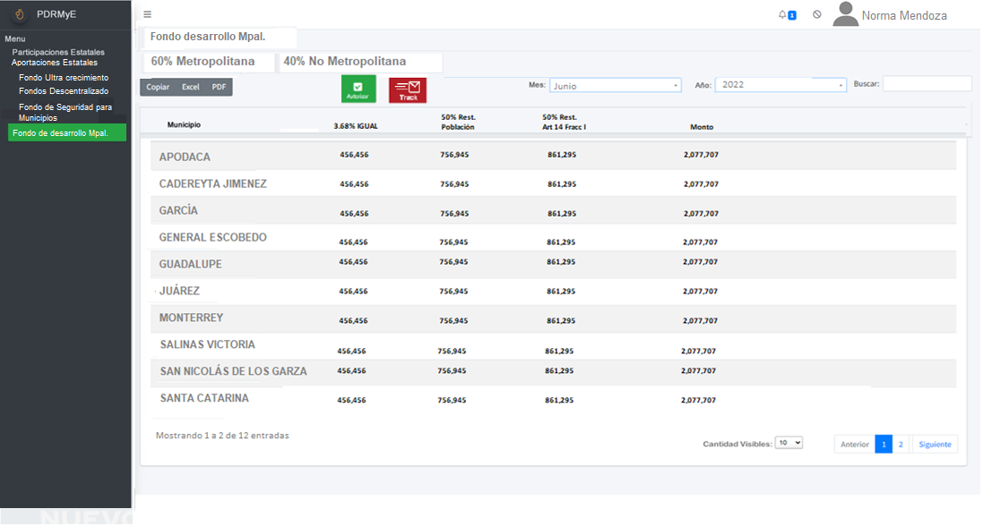 PDRMyE
1
Norma Mendoza
Menu
Participaciones Estatales
Aportaciones Estatales
Fondo Ultra crecimiento
Fondos Descentralizado
Fondo de Seguridad para
Municipios
Fondo de desarrollo Mpal.
Fondo desarrollo Mpal.
60% Metropolitana 40% No Metropolitana
Copiar Excel PDF Autorizar Track Mes: Junio Año: 2022 Buscar:
Municipio 3.68% IGUAL 50% Rest. Población 50% Rest. Art 14 Fracc I Monto
APODACA 456,456 756,945 861,295 2,077,707
CADEREYTA JIMENEZ 456,456 756,945 861,295 2,077,707
GARCÍA 456,456 756,945 861,295 2,077,707
GENERAL ESCOBEDO 456,456 756,945 861,295 2,077,707
GUADALUPE 456,456 756,945 861,295 2,077,707
JUÁREZ 456,456 756,945 861,295 2,077,707
MONTERREY 456,456 756,945 861,295 2,077,707
SALINAS VICTORIA 456,456 756,945 861,295 2,077,707
SAN NICOLÁS DE LOS GARZA 456,456 756,945 861,295 2,077,707
SANTA CATARINA 456,456 756,945 861,295 2,077,707
Mostrando 1 a 2 de 12 entradas
Cantidad Visibles: 10 Anterior 1 2 Siguiente
NUEVO